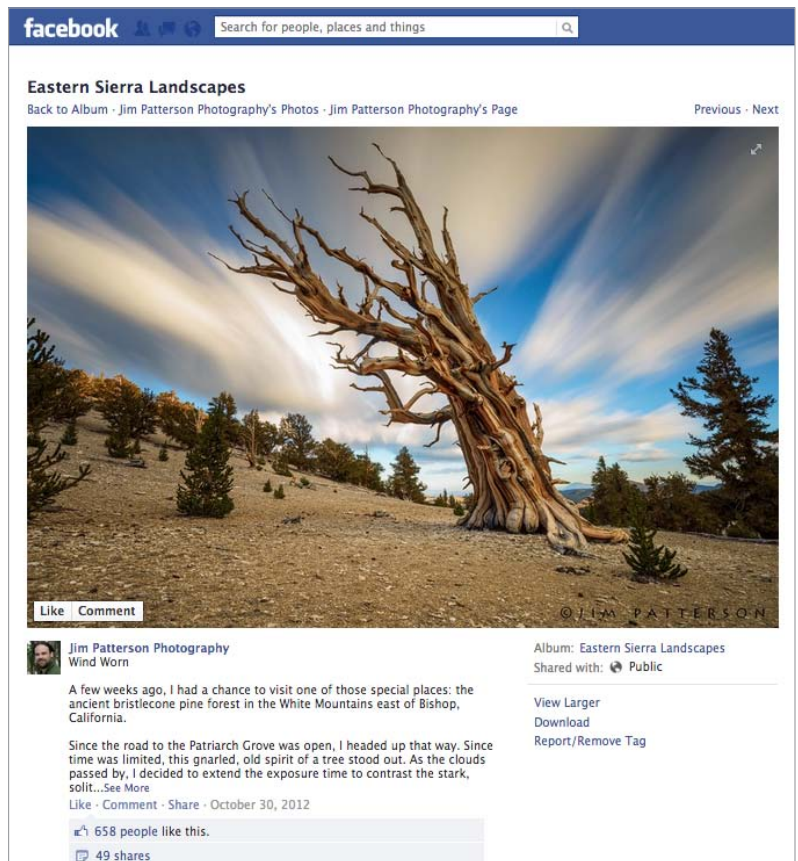 facebook Search for people, places and things
Eastern Sierra Landscapes
Back to Album · Jim Patterson Photography's Photos · Jim Patterson Photography's Page Previous · Next
Like Comment
©JIM PATTERSON
Jim Patterson Photography
Wind Worn
A few weeks ago, I had a chance to visit one of those special places: the
ancient bristlecone pine forest in the White Mountains east of Bishop,
California.
Since the road to the Patriarch Grove was open, I headed up that way. Since
time was limited, this gnarled, old spirit of a tree stood out. As the clouds
passed by, I decided to extend the exposure time to contrast the stark,
solit...See More
Like · Comment · Share · October 30, 2012
658 people like this.
49 shares
Album: Eastern Sierra Landscapes
Shared with: Public
View Larger
Download
Report/Remove Tag